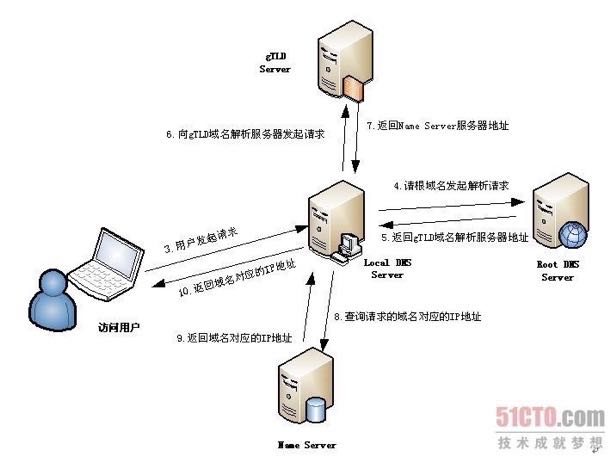 gTLD
Server
6.向gTLD域名解析服务器发起请求
7.返回Name Server服务器地址
4.请根域名发起解析请求
3.用户发起请求
5.返回gTLD域名解析服务器地址
Local DNS
Server
Root DNS
Server
10.返回域名对应的IP地址
访问用户
8.查询请求的域名对应的IP地址
9.返回域名对应的IP地址
Name Server
51CTO.com
技术成就梦想